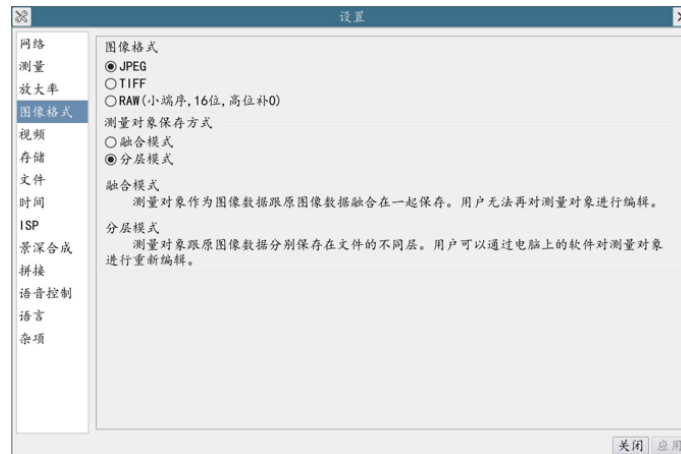 设置
网络
测量
放大率
图像格式
视频
存储
文件
时间
ISP
景深合成
拼接
语音控制
语言
杂项
图像格式
JPEG
TIFF
RAW(小端序,16位,高位补0)
测量对象保存方式
融合模式
分层模式
融合模式
测量对象作为图像数据跟原图像数据融合在一起保存。用户无法再对测量对象进行编辑。
分层模式
测量对象跟原图像数据分别保存在文件的不同层。用户可以通过电脑上的软件对测量对象
进行重新编辑。
关闭
应用